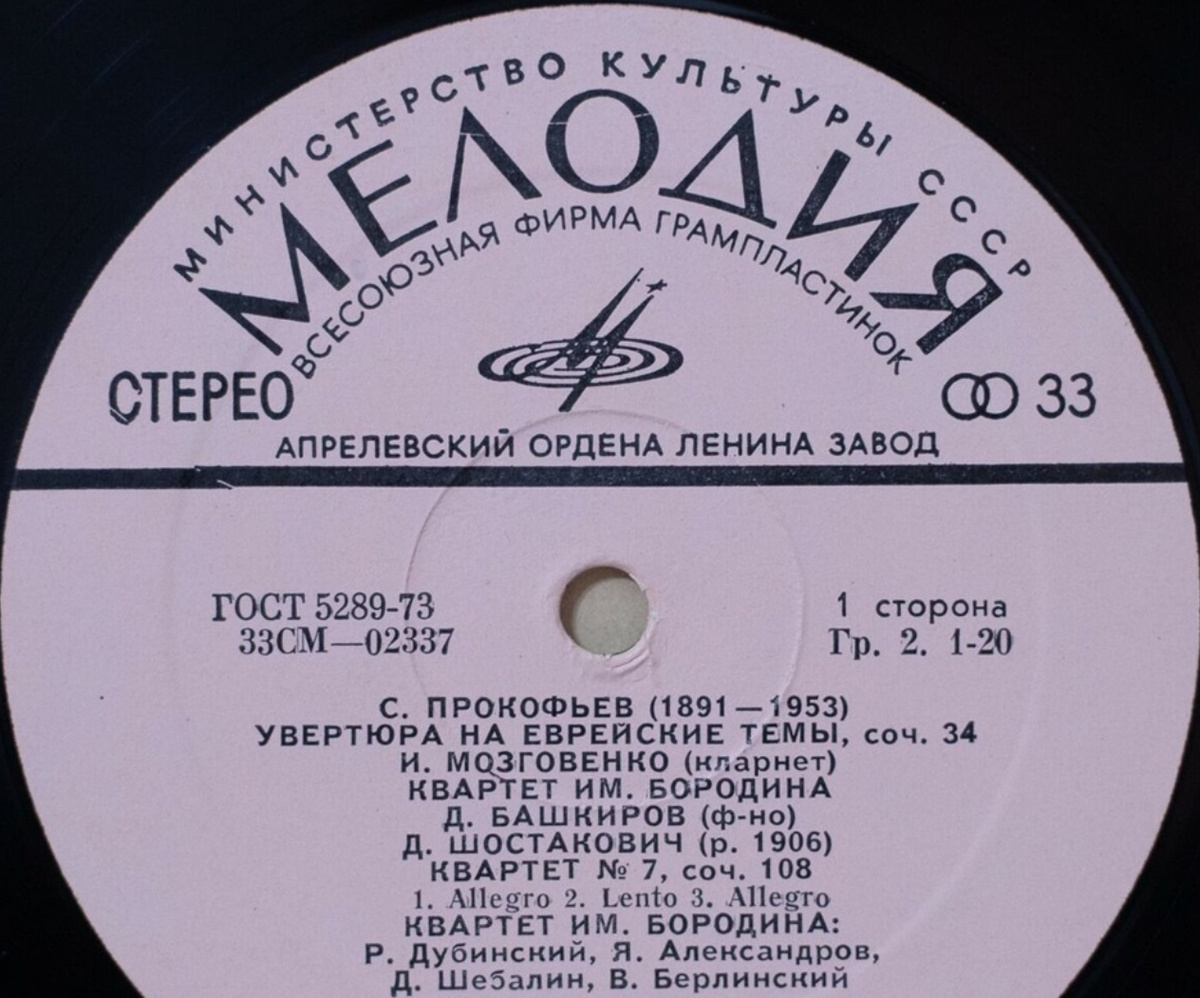 МИНИСТЕРСТВО КУЛЬТУРЫ СССР
МЕЛОДИЯ
ВСЕСОЮЗНАЯ ФИРМА ГРАМПЛАСТИНОК
СТЕРЕО
33
АПРЕЛЕВСКИЙ ОРДЕНА ЛЕНИНА ЗАВОД
ГОСТ 5289-73
33СМ—02337
1 сторона
Гр. 2. 1-20
С. ПРОКОФЬЕВ (1891—1953)
УВЕРТЮРА НА ЕВРЕЙСКИЕ ТЕМЫ, соч. 34
И. МОЗГОВЕНКО (кларнет)
КВАРТЕТ ИМ. БОРОДИНА
Д. БАШКИРОВ (ф-но)
Д. ШОСТАКОВИЧ (р. 1906)
КВАРТЕТ № 7, соч. 108
1. Allegro 2. Lento 3. Allegro
КВАРТЕТ ИМ. БОРОДИНА:
Р. Дубинский, Я. Александров,
Д. Шебалин, В. Берлинский